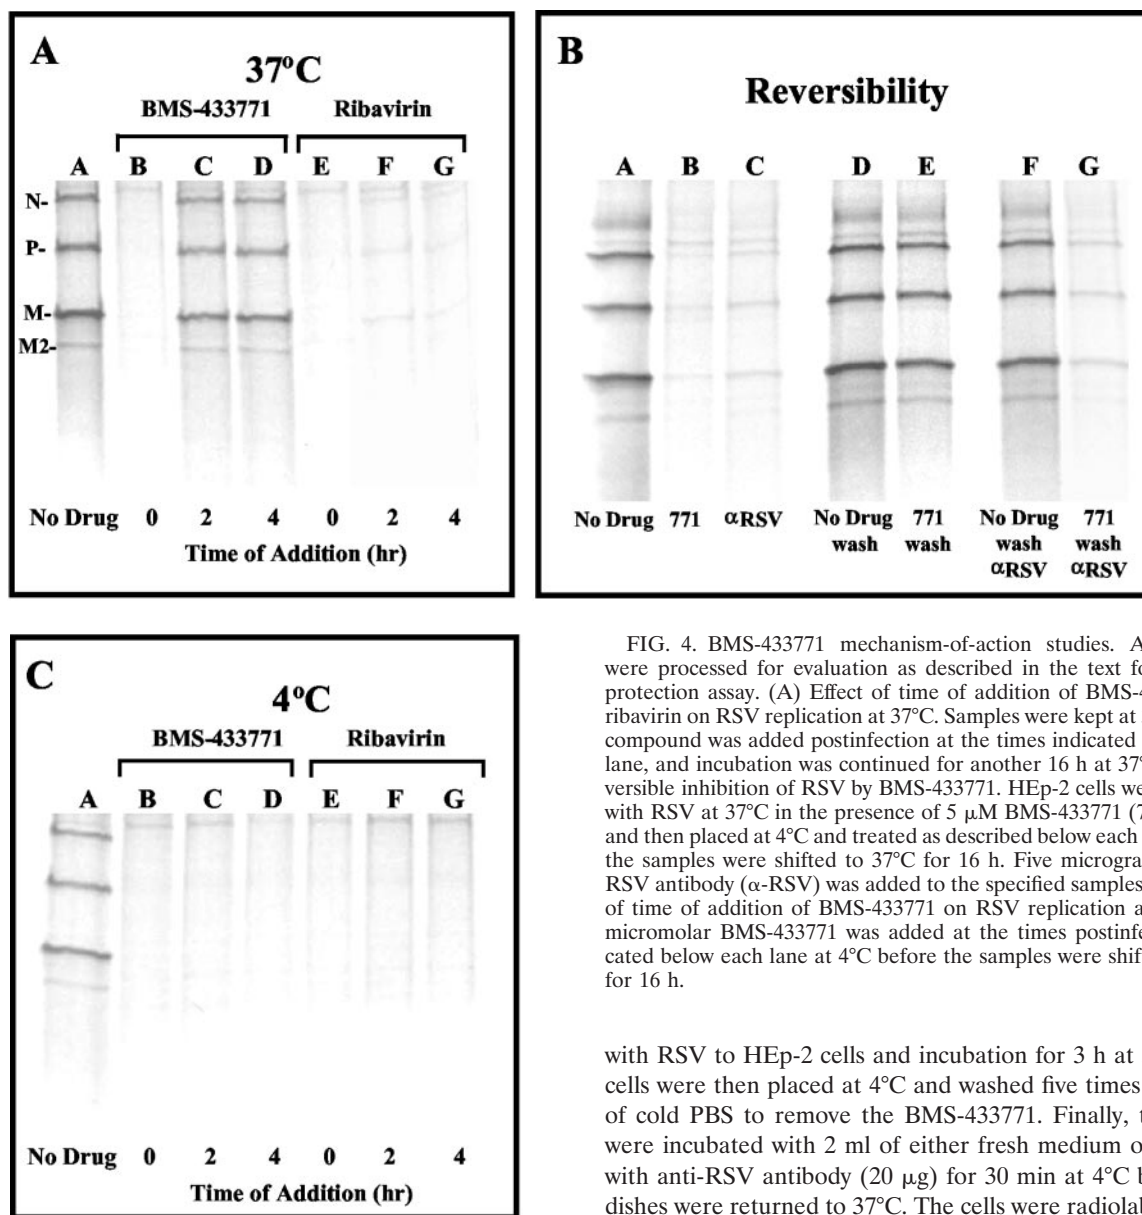 A
37°C
BMS-433771 Ribavirin
A B C D E F G
N-
P-
M-
M2-
No Drug 0 2 4 0 2 4
Time of Addition (hr)
B
Reversibility
A B C D E F G
No Drug 771 αRSV No Drug wash 771 wash No Drug wash αRSV 771 wash αRSV
C
4°C
BMS-433771 Ribavirin
A B C D E F G
No Drug 0 2 4 0 2 4
Time of Addition (hr)
FIG. 4. BMS-433771 mechanism-of-action studies. A
were processed for evaluation as described in the text fo
protection assay. (A) Effect of time of addition of BMS-4
ribavirin on RSV replication at 37°C. Samples were kept at
compound was added postinfection at the times indicated
lane, and incubation was continued for another 16 h at 37°
versible inhibition of RSV by BMS-433771. HEp-2 cells we
with RSV at 37°C in the presence of 5 μM BMS-433771 (7
and then placed at 4°C and treated as described below each
the samples were shifted to 37°C for 16 h. Five microgra
RSV antibody (α-RSV) was added to the specified samples
of time of addition of BMS-433771 on RSV replication a
micromolar BMS-433771 was added at the times postinfe
cated below each lane at 4°C before the samples were shif
for 16 h.
with RSV to HEp-2 cells and incubation for 3 h at
cells were then placed at 4°C and washed five times
of cold PBS to remove the BMS-433771. Finally, t
were incubated with 2 ml of either fresh medium o
with anti-RSV antibody (20 μg) for 30 min at 4°C b
dishes were returned to 37°C. The cells were radiolab